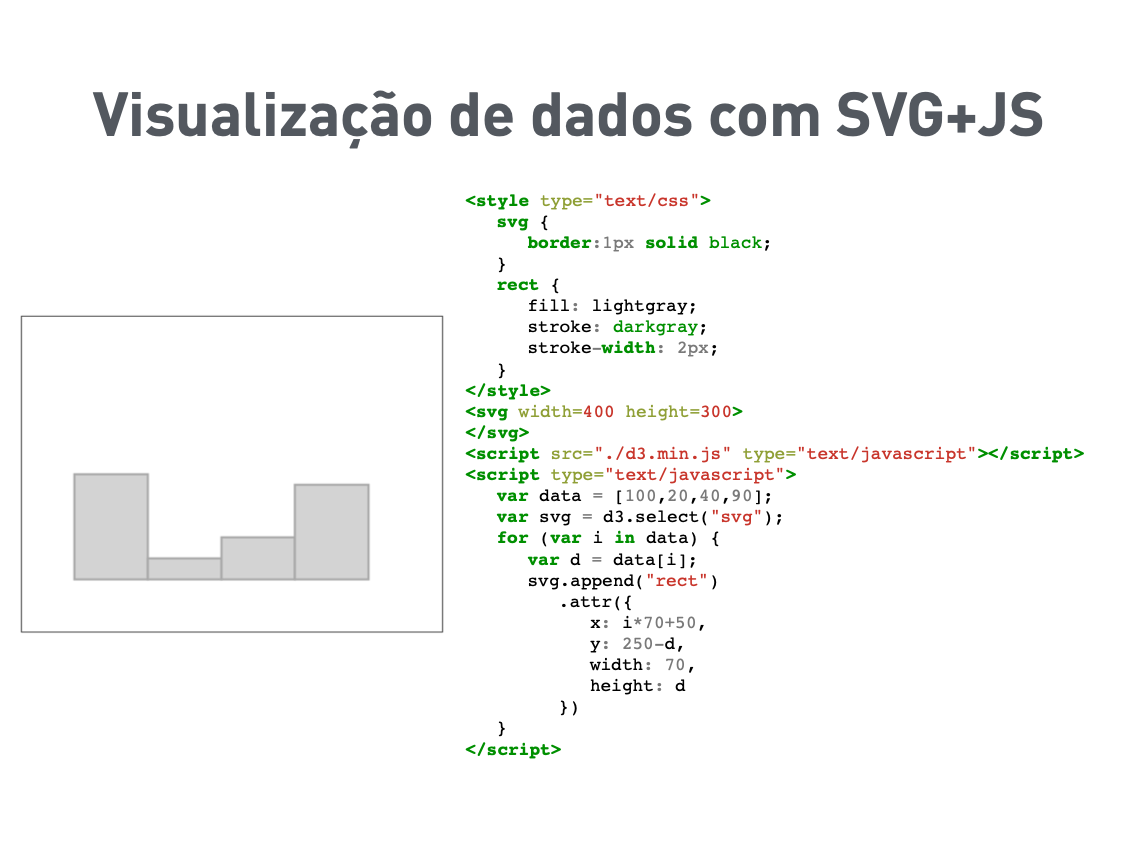 Visualização de dados com SVG+JS
<style type="text/css">
   svg {
      border:1px solid black;
   }
   rect {
      fill: lightgray;
      stroke: darkgray;
      stroke-width: 2px;
   }
</style>
<svg width=400 height=300>
</svg>
<script src="./d3.min.js" type="text/javascript"></script>
<script type="text/javascript">
   var data = [100,20,40,90];
   var svg = d3.select("svg");
   for (var i in data) {
      var d = data[i];
      svg.append("rect")
         .attr({
            x: i*70+50,
            y: 250-d,
            width: 70,
            height: d
         })
   }
</script>